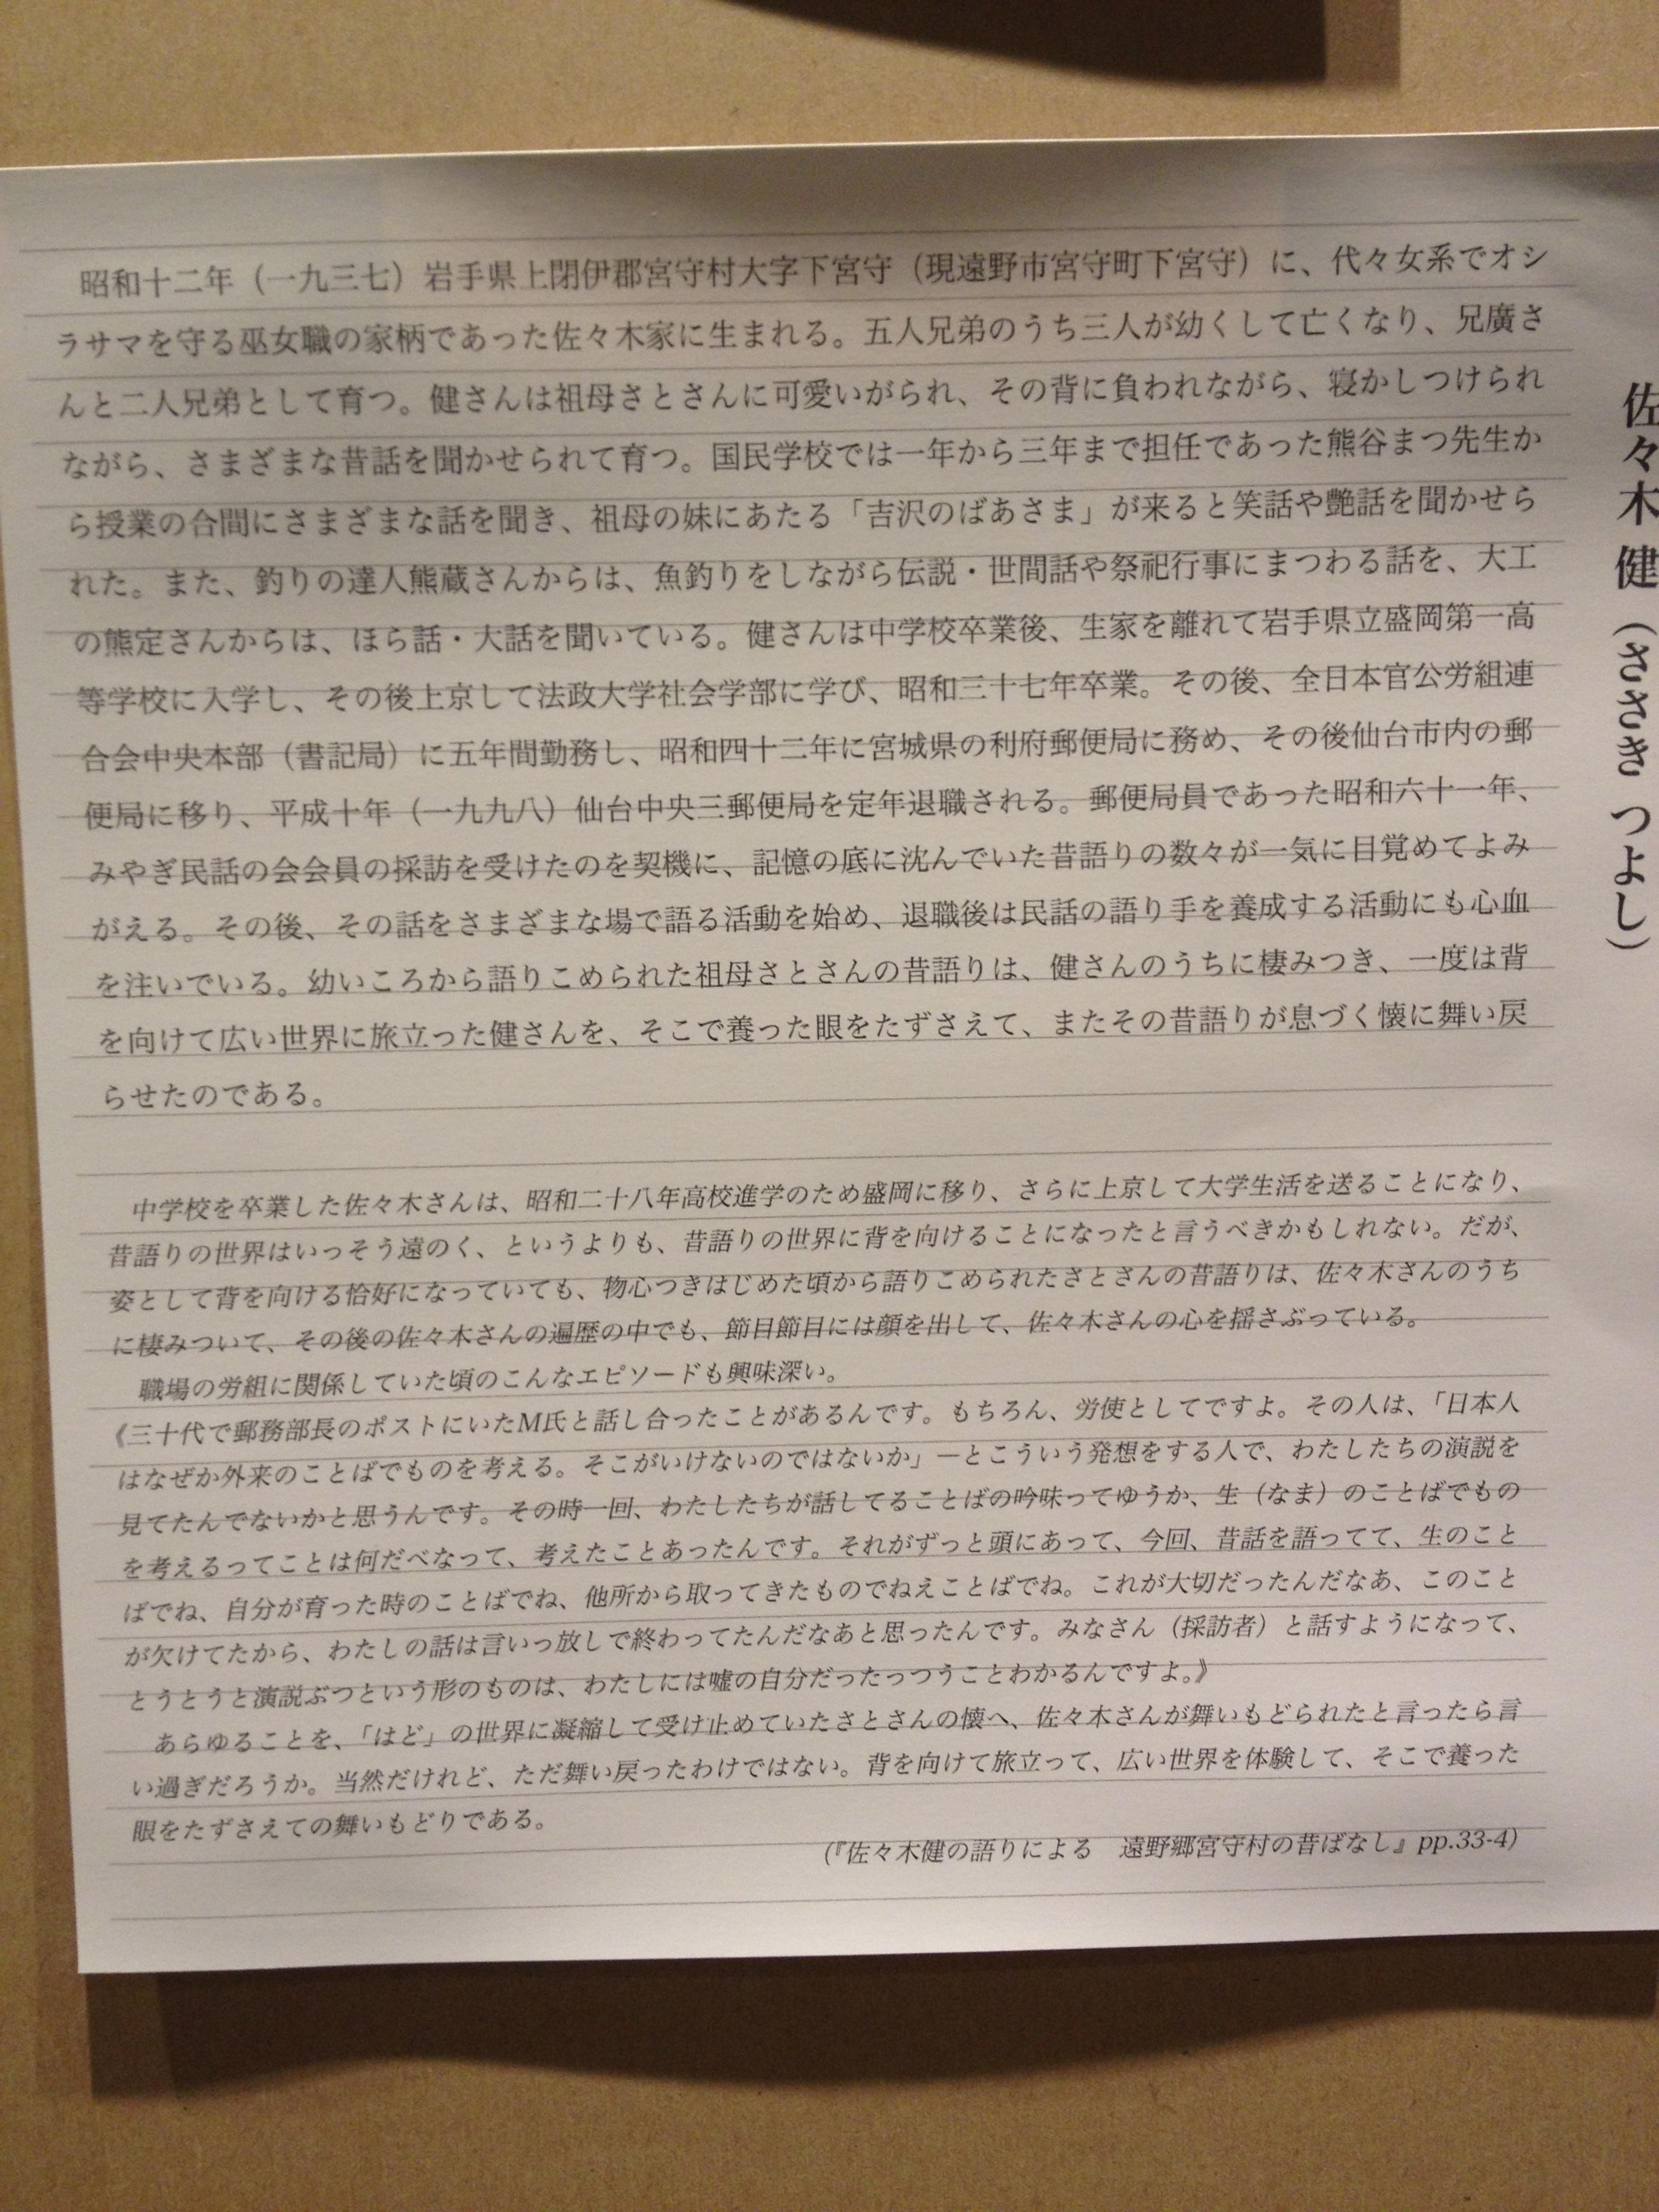 佐々木 健（ささき つよし）
昭和十二年（一九三七）岩手県上閉伊郡宮守村大字下宮守（現遠野市宮守町下宮守）に、代々女系でオシ
ラサマを守る巫女職の家柄であった佐々木家に生まれる。五人兄弟のうち三人が幼くして亡くなり、兄廣さ
んと二人兄弟として育つ。健さんは祖母さとさんに可愛いがられ、その背に負われながら、寝かしつけられ
ながら、さまざまな昔話を聞かせられて育つ。国民学校では一年から三年まで担任であった熊谷まつ先生か
ら授業の合間にさまざまな話を聞き、祖母の妹にあたる「吉沢のばあさま」が来ると笑話や艶話を聞かせら
れた。また、釣りの達人熊蔵さんからは、魚釣りをしながら伝説・世間話や祭祀行事にまつわる話を、大工
の熊定さんからは、ほら話・大話を聞いている。健さんは中学校卒業後、生家を離れて岩手県立盛岡第一高
等学校に入学し、その後上京して法政大学社会学部に学び、昭和三十七年卒業。その後、全日本官公労組連
合会中央本部（書記局）に五年間勤務し、昭和四十二年に宮城県の利府郵便局に務め、その後仙台市内の郵
便局に移り、平成十年（一九九八）仙台中央三郵便局を定年退職される。郵便局員であった昭和六十一年、
みやぎ民話の会会員の採訪を受けたのを契機に、記憶の底に沈んでいた昔語りの数々が一気に目覚めてよみ
がえる。その後、その話をさまざまな場で語る活動を始め、退職後は民話の語り手を養成する活動にも心血
を注いでいる。幼いころから語りこめられた祖母さとさんの昔語りは、健さんのうちに棲みつき、一度は背
を向けて広い世界に旅立った健さんを、そこで養った眼をたずさえて、またその昔語りが息づく懐に舞い戻
らせたのである。
中学校を卒業した佐々木さんは、昭和二十八年高校進学のため盛岡に移り、さらに上京して大学生活を送ることになり、
昔語りの世界はいっそう遠のく、というよりも、昔語りの世界に背を向けることになったと言うべきかもしれない。だが、
姿として背を向ける恰好になっていても、物心つきはじめた頃から語りこめられたさとさんの昔語りは、佐々木さんのうち
に棲みついて、その後の佐々木さんの遍歴の中でも、節目節目には顔を出して、佐々木さんの心を揺さぶっている。
職場の労組に関係していた頃のこんなエピソードも興味深い。
《三十代で郵務部長のポストにいたM氏と話し合ったことがあるんです。もちろん、労使としてですよ。その人は、「日本人
はなぜか外来のことばでものを考える。そこがいけないのではないか」―とこういう発想をする人で、わたしたちの演説を
見てたんでないかと思うんです。その時一回、わたしたちが話してることばの吟味ってゆうか、生（なま）のことばでもの
を考えるってことは何だべなって、考えたことあったんです。それがずっと頭にあって、今回、昔話を語ってて、生のこと
ばでね、自分が育った時のことばでね、他所から取ってきたものでねえことばでね。これが大切だったんだなあ、このこと
が欠けてたから、わたしの話は言いっ放しで終わってたんだなあと思ったんです。みなさん（採訪者）と話すようになって、
とうとうと演説ぶつという形のものは、わたしには嘘の自分だったっつうことわかるんですよ。》
あらゆることを、「はど」の世界に凝縮して受け止めていたさとさんの懐へ、佐々木さんが舞いもどられたと言ったら言
い過ぎだろうか。当然だけれど、ただ舞い戻ったわけではない。背を向けて旅立って、広い世界を体験して、そこで養った
眼をたずさえての舞いもどりである。
（『佐々木健の語りによる　遠野郷宮守村の昔ばなし』pp.33-4）